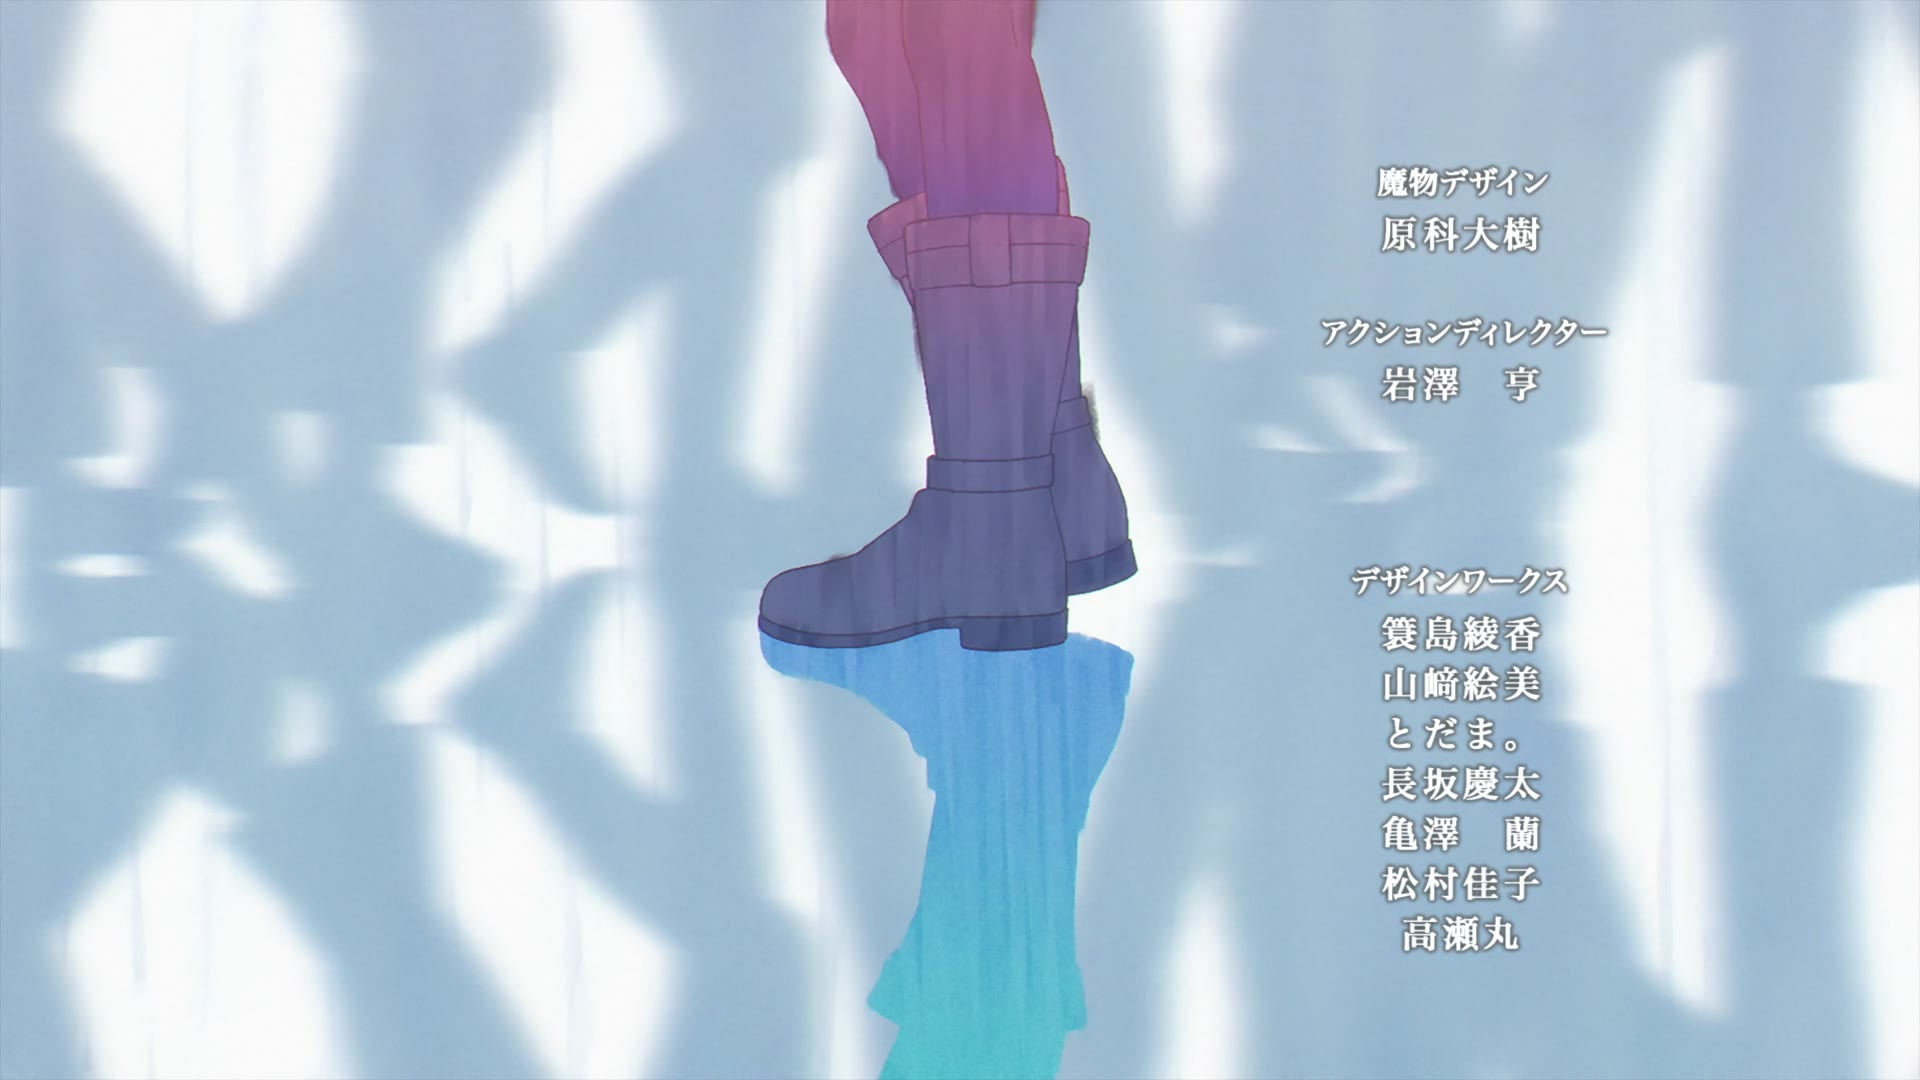 魔物デザイン
原科大樹
アクションディレクター
岩澤　亨
デザインワークス
簑島綾香
山﨑絵美
とだま。
長坂慶太
亀澤　蘭
松村佳子
高瀬丸